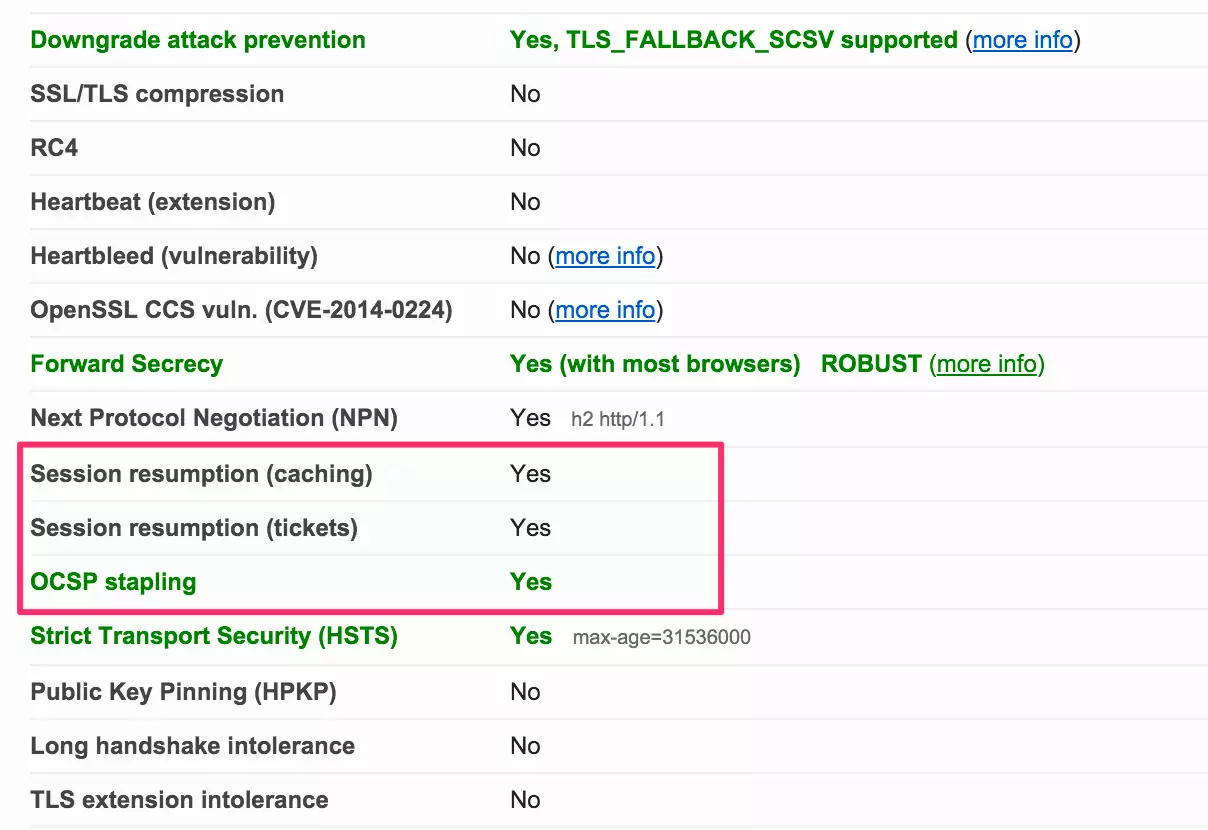 Downgrade attack prevention Yes, TLS_FALLBACK_SCSV supported (more info)
SSL/TLS compression No
RC4 No
Heartbeat (extension) No
Heartbleed (vulnerability) No (more info)
OpenSSL CCS vuln. (CVE-2014-0224) No (more info)
Forward Secrecy Yes (with most browsers) ROBUST (more info)
Next Protocol Negotiation (NPN) Yes h2 http/1.1
Session resumption (caching) Yes
Session resumption (tickets) Yes
OCSP stapling Yes
Strict Transport Security (HSTS) Yes max-age=31536000
Public Key Pinning (HPKP) No
Long handshake intolerance No
TLS extension intolerance No